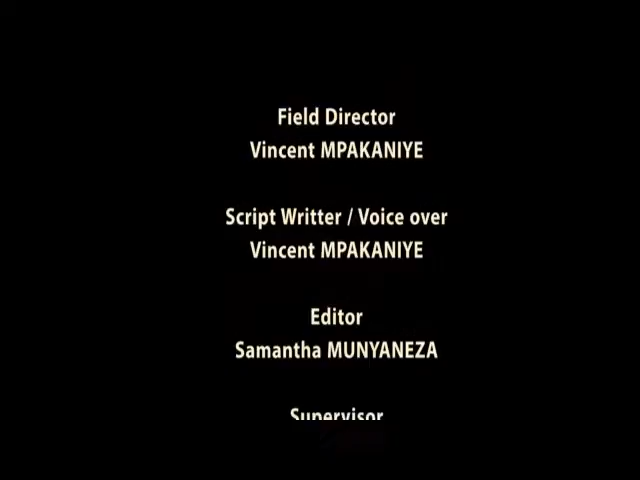 Field Director
Vincent MPAKANIYE
Script Writter / Voice over
Vincent MPAKANIYE
Editor
Samantha MUNYANEZA
Supervisor